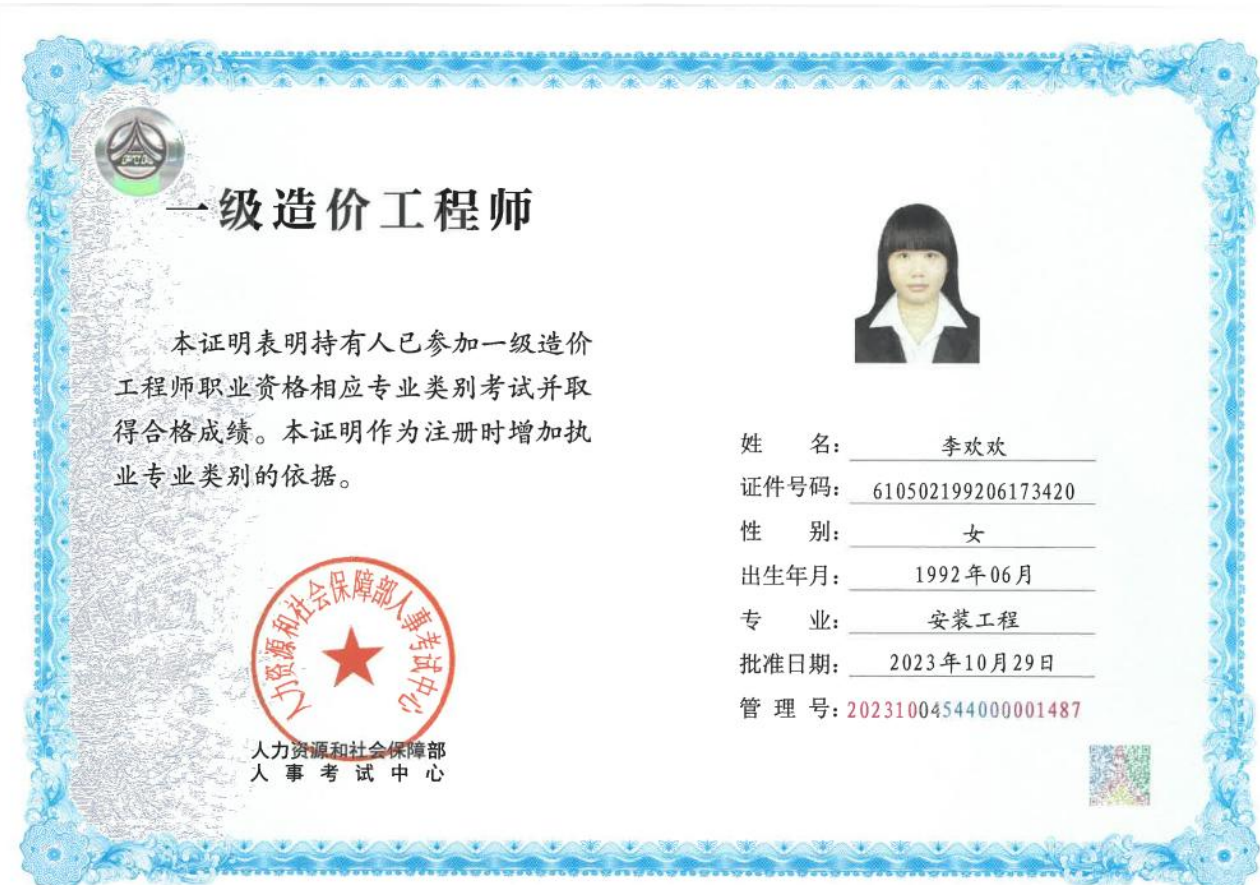 一级造价工程师
本证明表明持有人已参加一级造价
工程师职业资格相应专业类别考试并取
得合格成绩。本证明作为注册时增加执
业专业类别的依据。
人力资源和社会保障部人事考试中心
人力资源和社会保障部
人事考试中心
姓名：李欢欢
证件号码：610502199206173420
性别：女
出生年月：1992年06月
专业：安装工程
批准日期：2023年10月29日
管理号：20231004544000001487